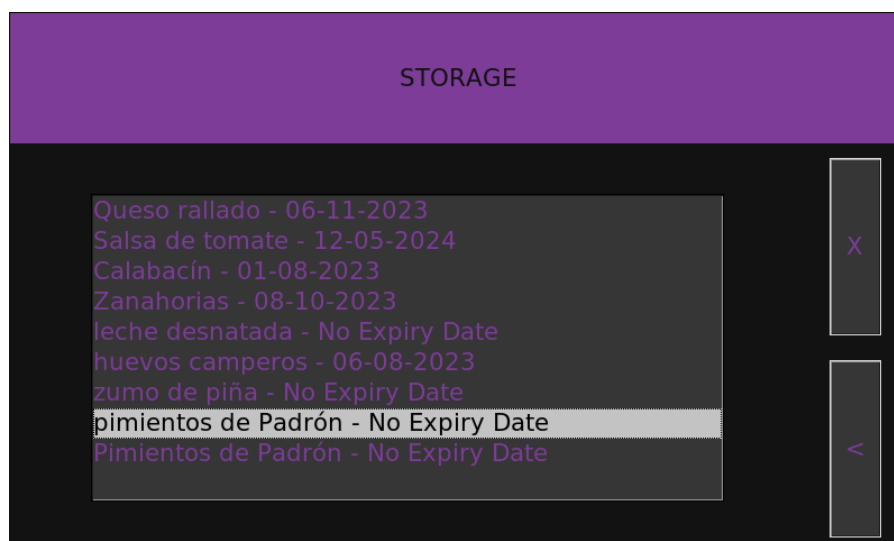 STORAGE
Queso rallado - 06-11-2023
Salsa de tomate - 12-05-2024
Calabacín - 01-08-2023
Zanahorias - 08-10-2023
leche desnatada - No Expiry Date
huevos camperos - 06-08-2023
zumo de piña - No Expiry Date
pimientos de Padrón - No Expiry Date
Pimientos de Padrón - No Expiry Date
X
<